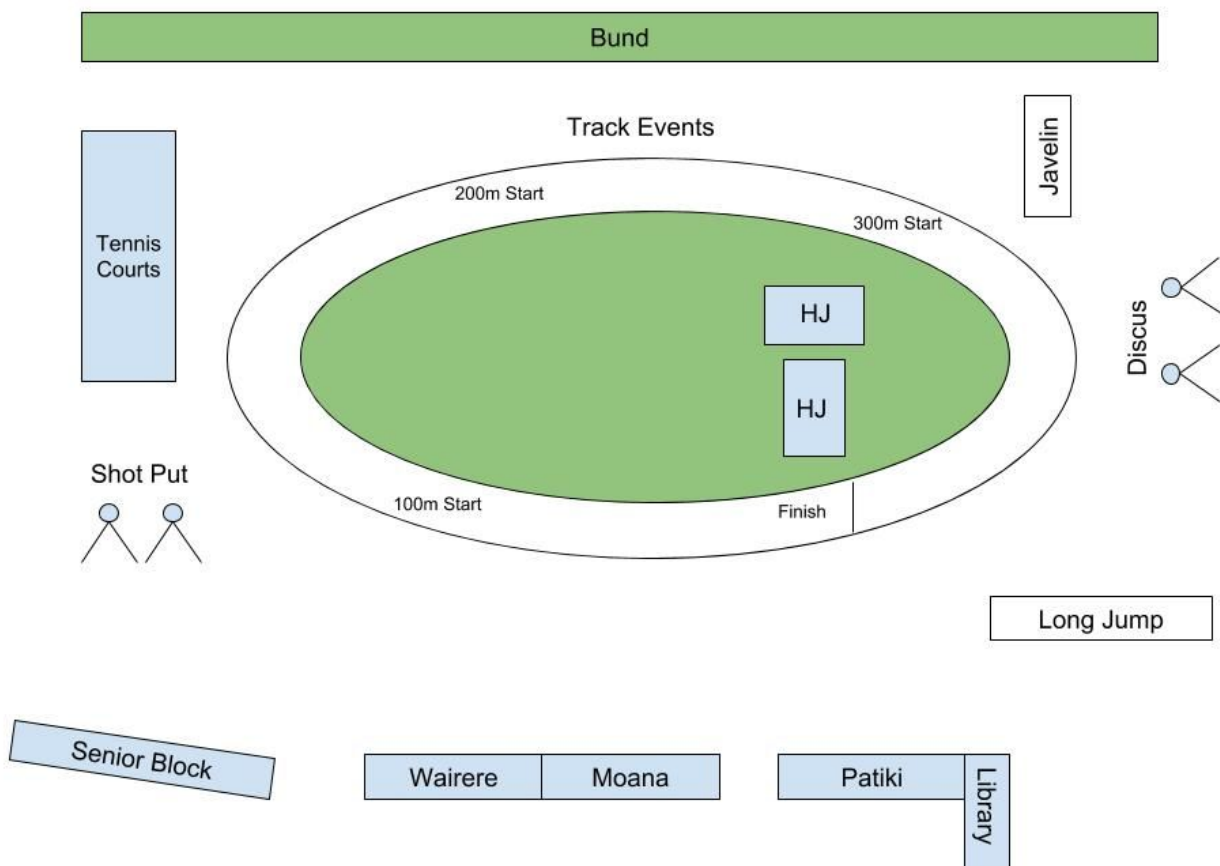 Bund
Track Events
Javelin
200m Start
300m Start
Tennis
Courts
HJ
Discus
HJ
Shot Put
100m Start
Finish
Long Jump
Senior Block
Wairere
Moana
Patiki
Library